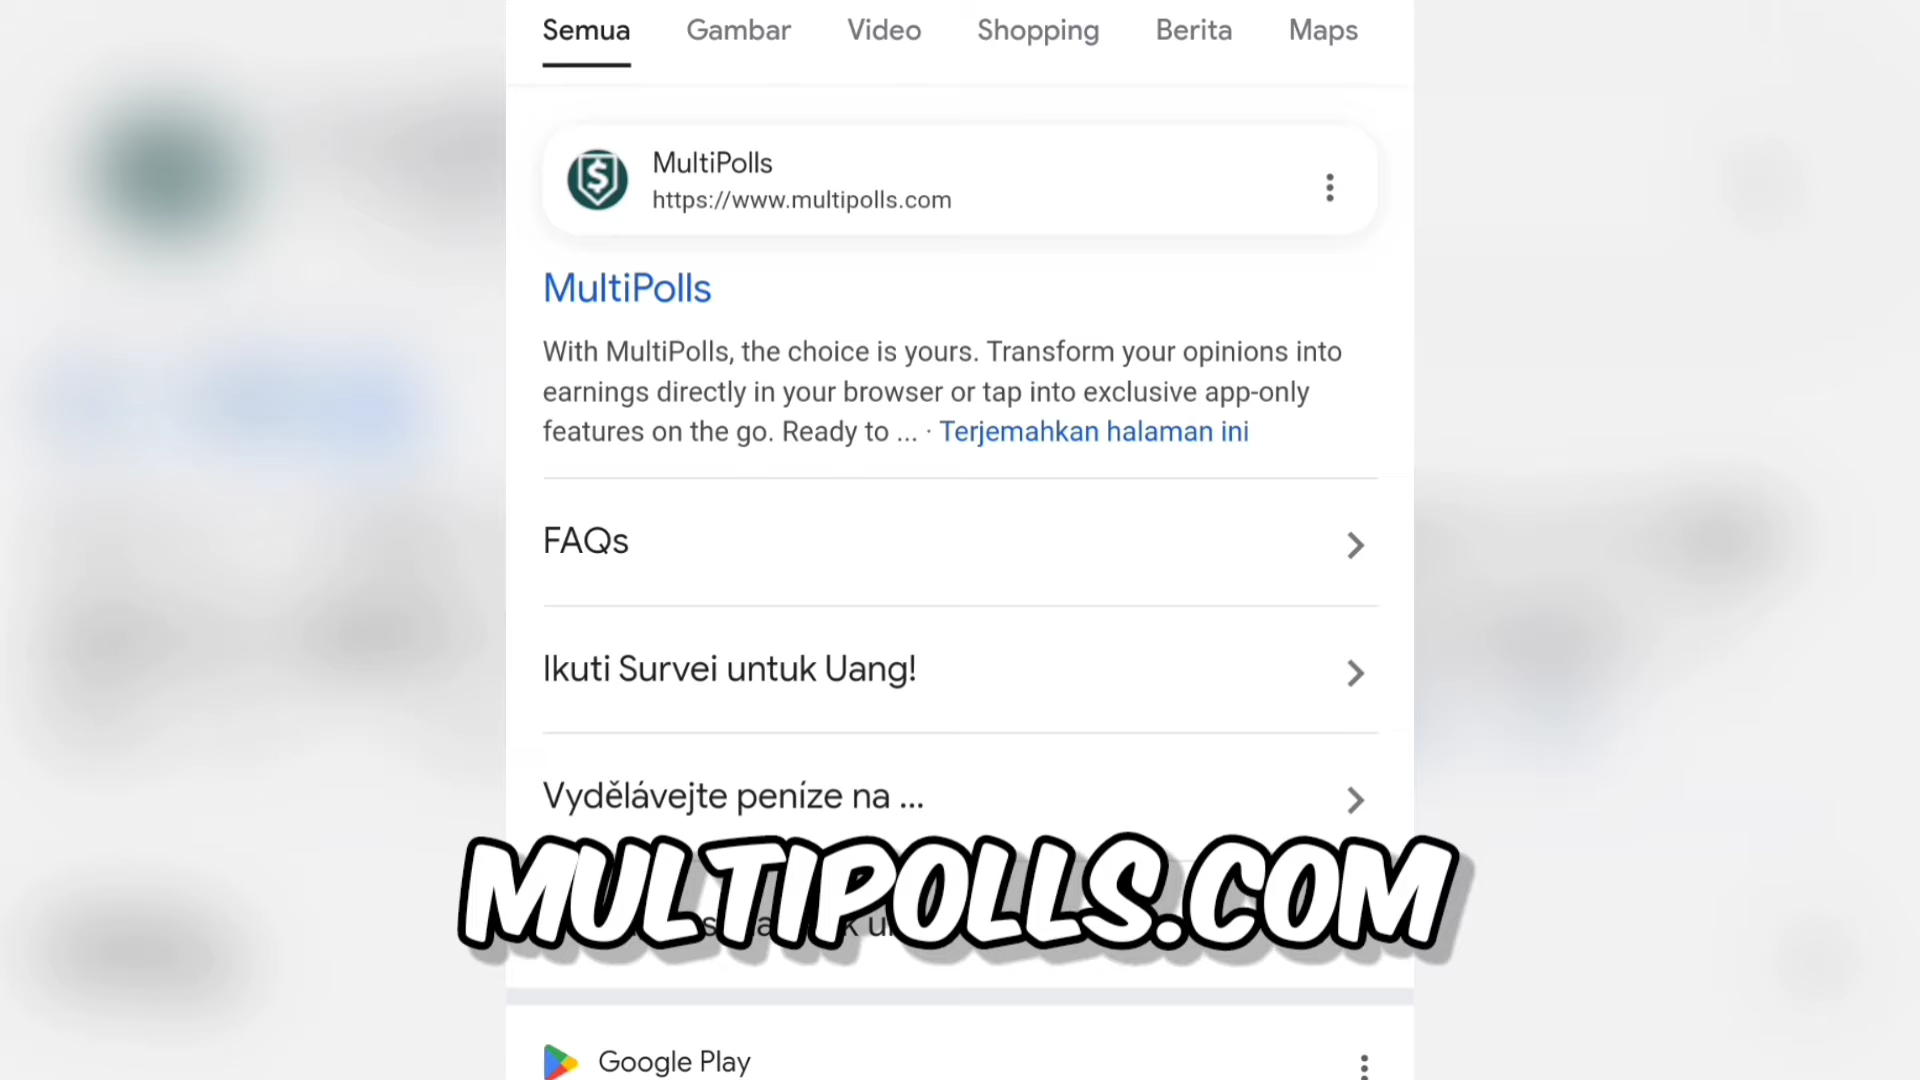 Semua Gambar Video Shopping Berita Maps
MultiPolls
https://www.multipolls.com
MultiPolls
With MultiPolls, the choice is yours. Transform your opinions into
earnings directly in your browser or tap into exclusive app-only
features on the go. Ready to ... · Terjemahkan halaman ini
FAQs
Ikuti Survei untuk Uang!
Vydělávejte peníze na ...
MULTIPOLLS.COM
Google Play